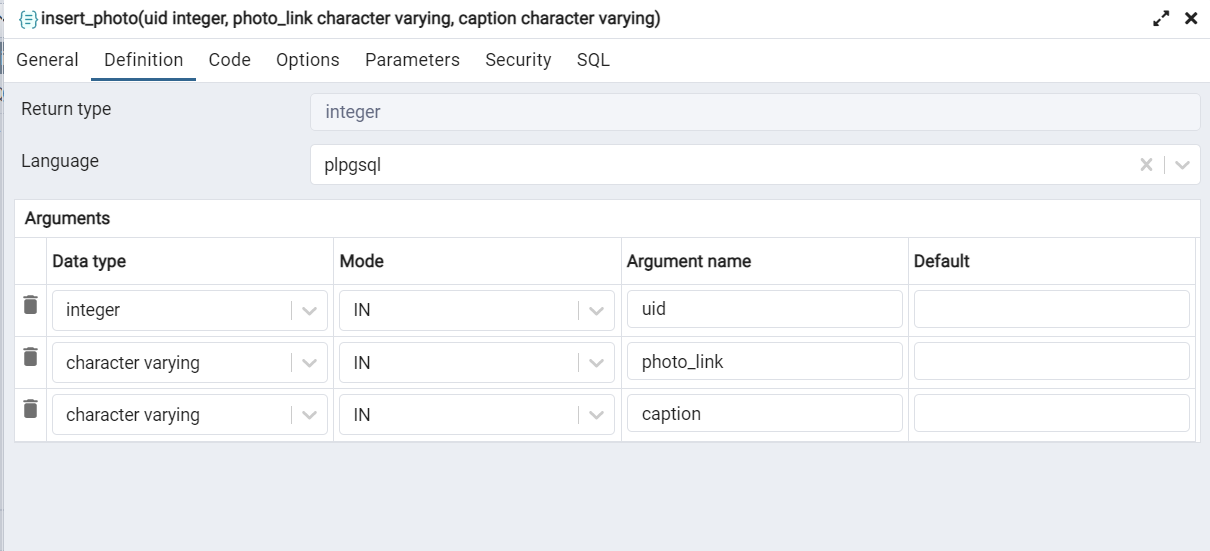 insert_photo(uid integer, photo_link character varying, caption character varying)
General Definition Code Options Parameters Security SQL
Return type integer
Language plpgsql
Arguments
Data type Mode Argument name Default
integer IN uid
character varying IN photo_link
character varying IN caption